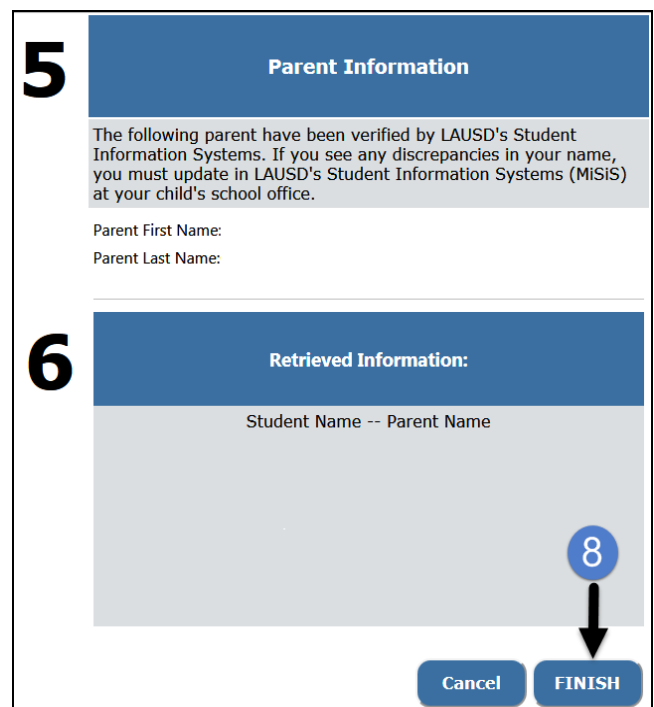 5
Parent Information
The following parent have been verified by LAUSD's Student
Information Systems. If you see any discrepancies in your name,
you must update in LAUSD's Student Information Systems (MiSiS)
at your child's school office.
Parent First Name:
Parent Last Name:
6
Retrieved Information:
Student Name -- Parent Name
8
Cancel
FINISH